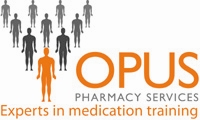 OPUS
PHARMACY SERVICES
Experts in medication training